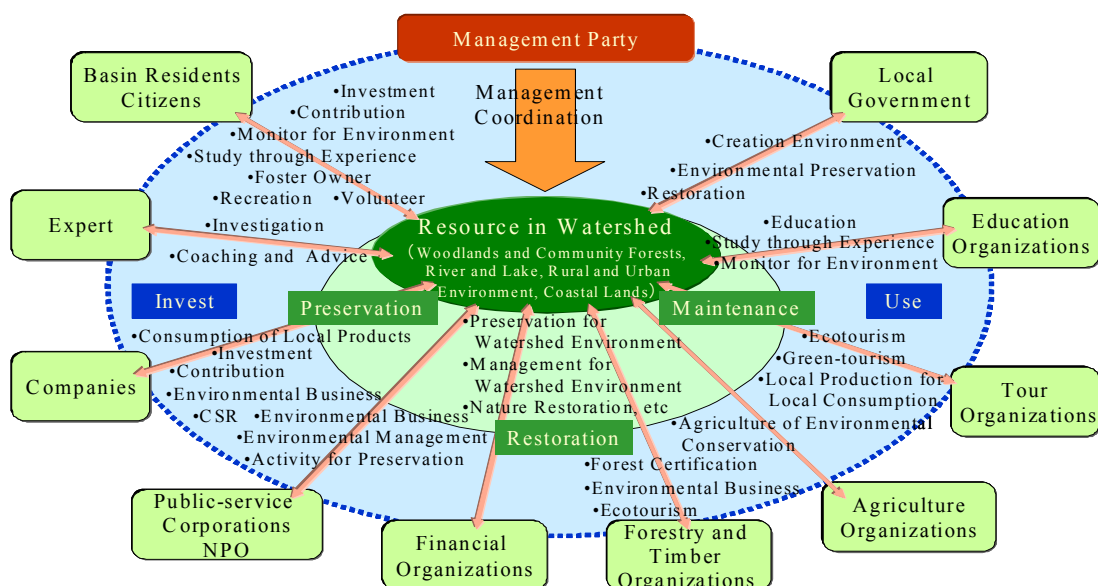 Management Party
Basin Residents
Citizens
Local
Government
Management
Coordination
•Investment
•Contribution
•Monitor for Environment
•Study through Experience
•Foster Owner
•Recreation •Volunteer
•Creation Environment
•Environmental Preservation
•Restoration
Expert
•Investigation
•Coaching and Advice
Resource in Watershed
(Woodlands and Community Forests,
River and Lake, Rural and Urban
Environment, Coastal Lands)
•Education
•Study through Experience
•Monitor for Environment
Education
Organizations
Invest
Preservation
Maintenance
Use
•Consumption of Local Products
•Investment
•Contribution
•Environmental Business
•CSR •Environmental Business
•Environmental Management
•Activity for Preservation
•Preservation for
Watershed Environment
•Management for
Watershed Environment
•Nature Restoration, etc
Restoration
•Ecotourism
•Green-tourism
•Local Production for
Local Consumption
•Agriculture of Environmental
Conservation
•Forest Certification
•Environmental Business
•Ecotourism
Companies
Tour
Organizations
Public-service
Corporations
NPO
Financial
Organizations
Forestry and
Timber
Organizations
Agriculture
Organizations